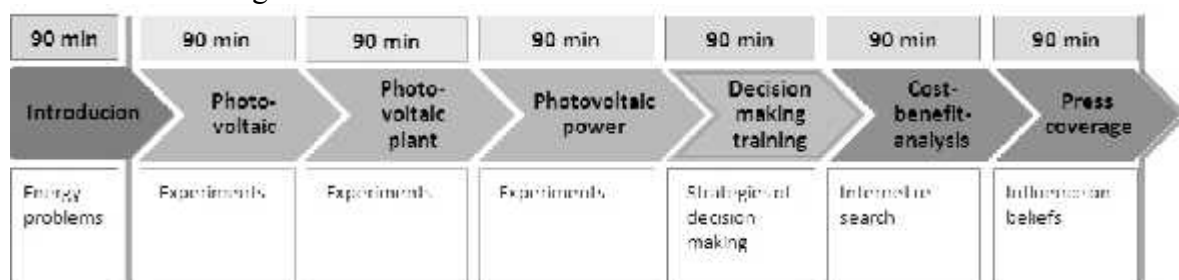 90 min
90 min
90 min
90 min
90 min
90 min
90 min
Introducion
Photo-
voltaic
Photo-
voltaic
plant
Photovoltaic
power
Decision
making
training
Cost-
benefit-
analysis
Press
coverage
Energy
problems
Experiments
Experiments
Experiments
Strategies of
decision
making
Internet re
search
Influence on
beliefs